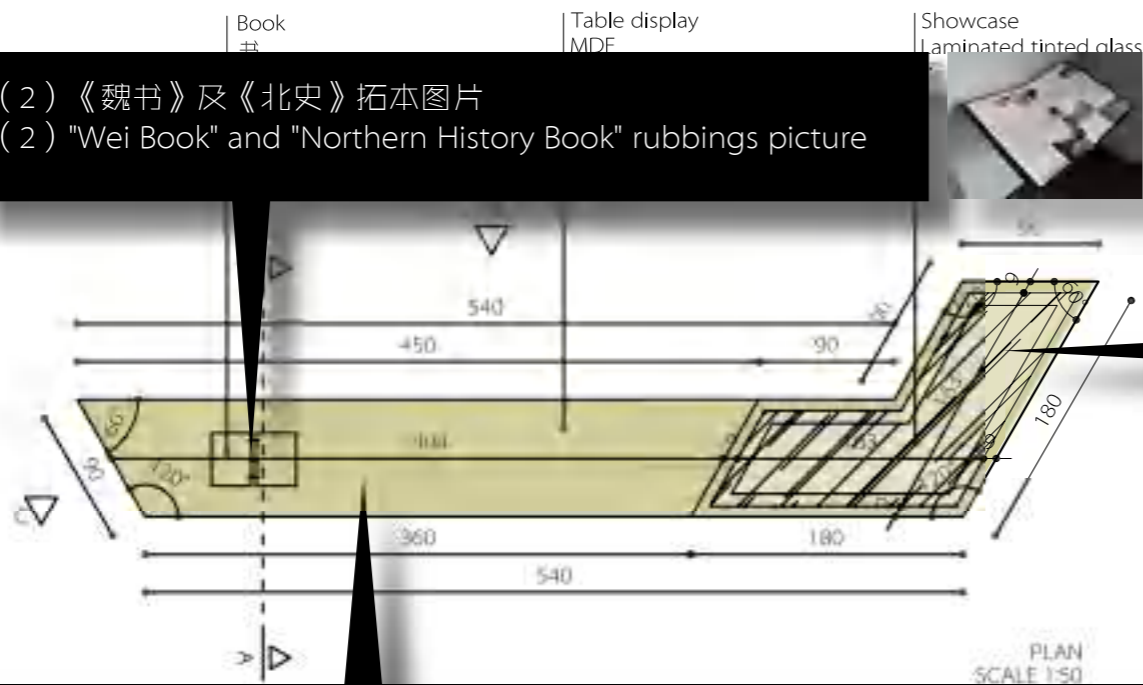 Book
书
Table display
MDF
Showcase
Laminated tinted glass
（2）《魏书》及《北史》拓本图片
（2）"Wei Book" and "Northern History Book" rubbings picture
540
450
90
90
180
120°
360
180
540
A
PLAN
SCALE 1:50